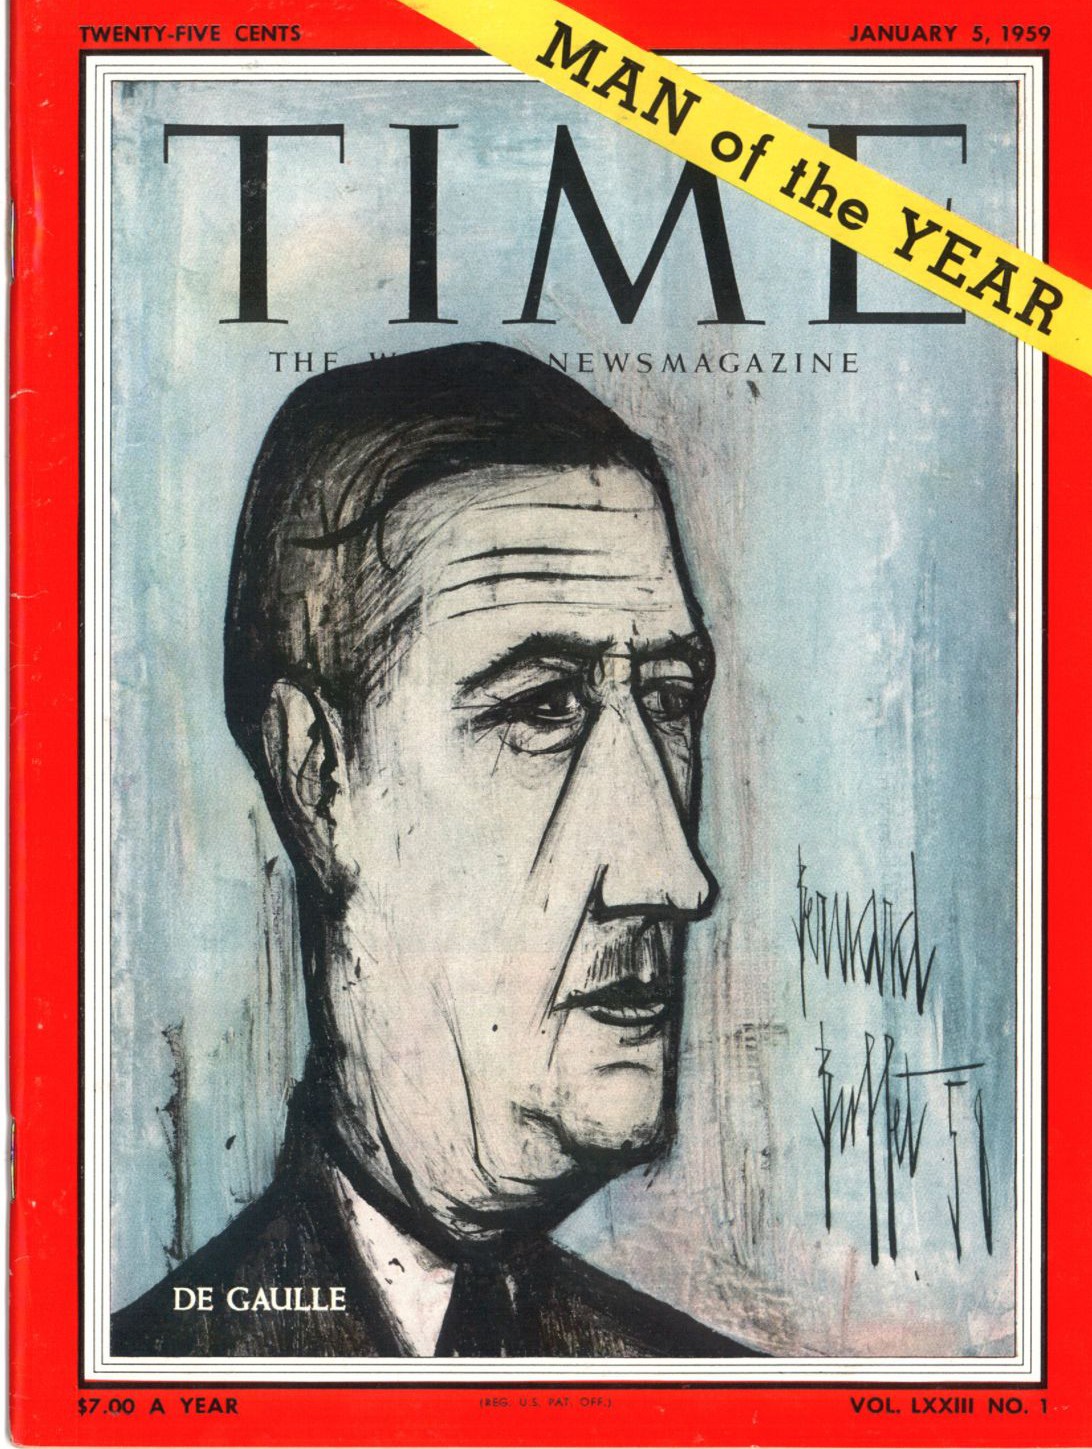 TWENTY-FIVE CENTS
JANUARY 5, 1959
MAN of the YEAR
TIME
THE W NEWSMAGAZINE
Bernard
Buffet 58
DE GAULLE
$7.00 A YEAR
(REG. U.S. PAT. OFF.)
VOL. LXXIII NO. 1